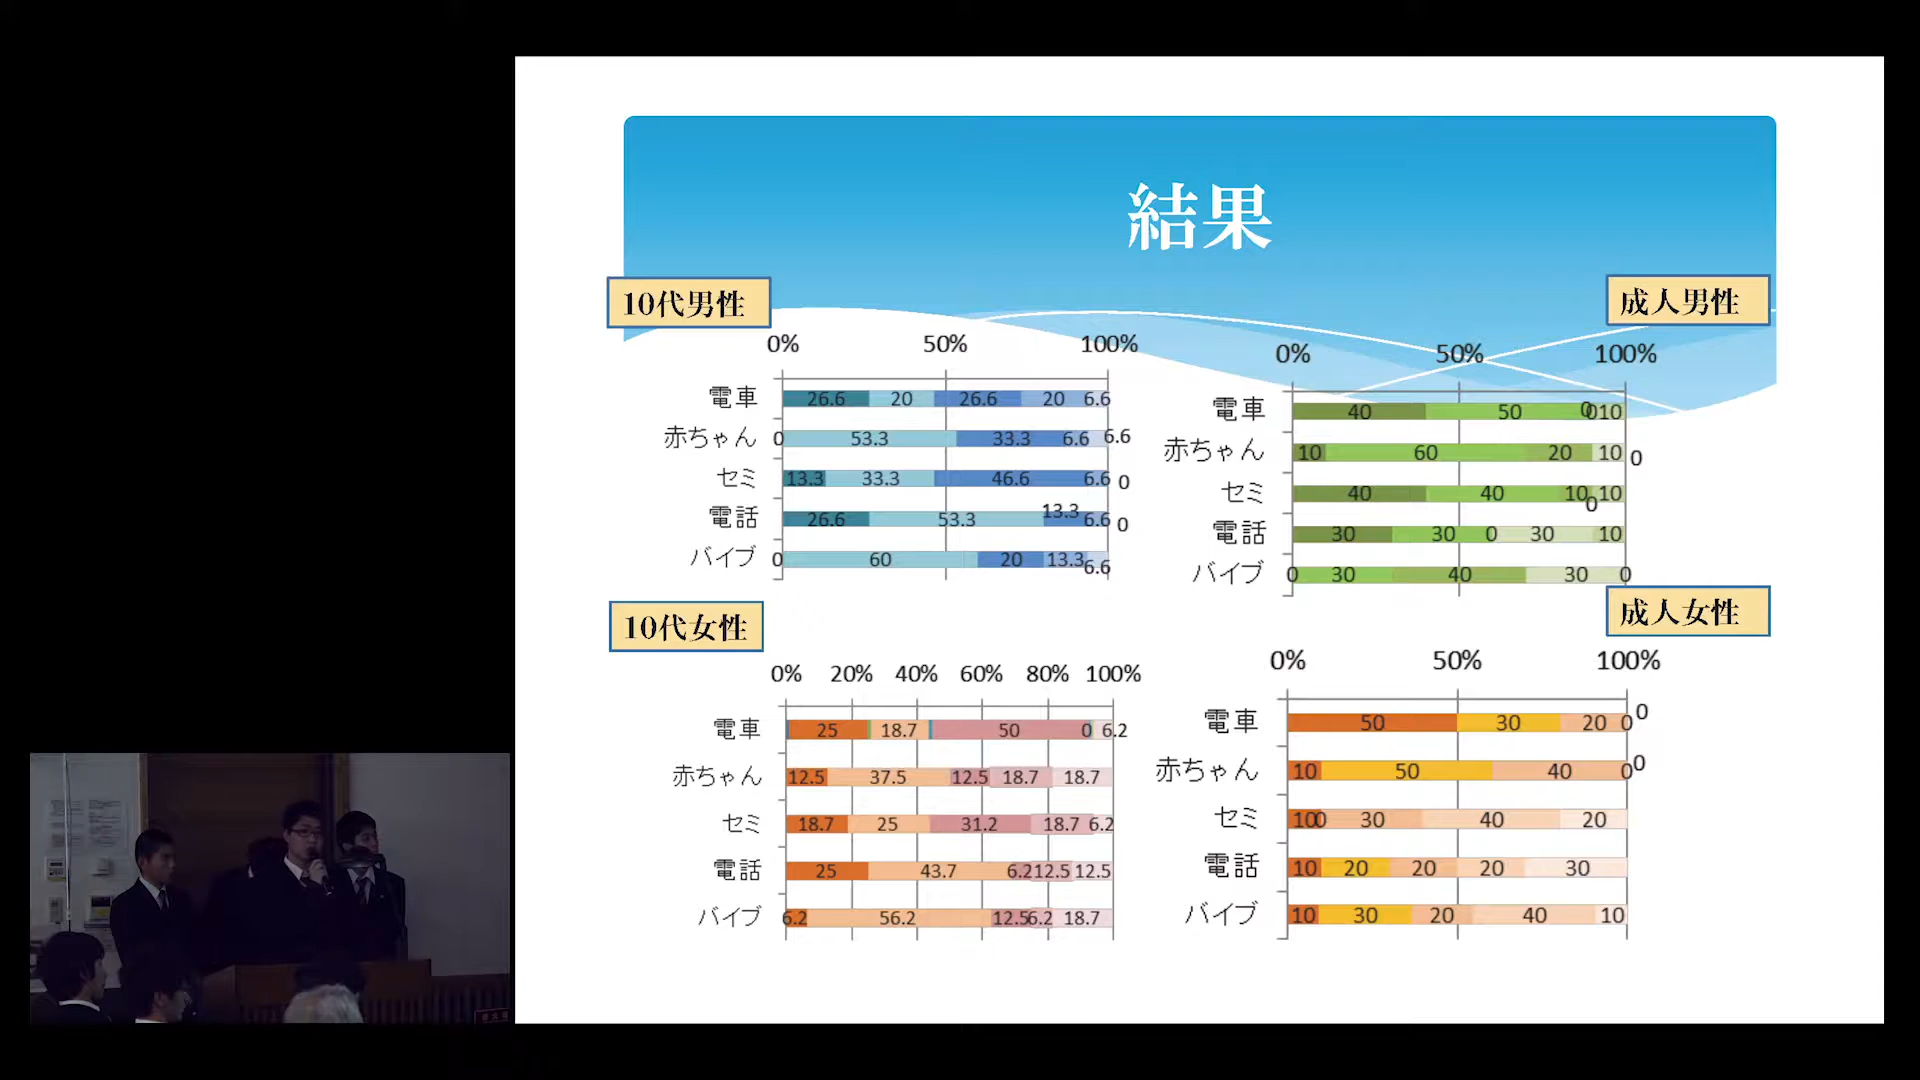 結果
10代男性
0% 50% 100%
電車 26.6 20 26.6 20 6.6
赤ちゃん 0 53.3 33.3 6.6 6.6
セミ 13.3 33.3 46.6 6.6 0
電話 26.6 53.3 13.3 6.6 0
バイブ 0 60 20 13.3 6.6
成人男性
0% 50% 100%
電車 40 50 0 0 10
赤ちゃん 10 60 20 10 0
セミ 40 40 10 0 10
電話 30 30 0 30 10
バイブ 0 30 40 30 0
10代女性
0% 20% 40% 60% 80% 100%
電車 25 18.7 50 0 6.2
赤ちゃん 12.5 37.5 12.5 18.7 18.7
セミ 18.7 25 31.2 18.7 6.2
電話 25 43.7 6.2 12.5 12.5
バイブ 6.2 56.2 12.5 6.2 18.7
成人女性
0% 50% 100%
電車 50 30 20 0 0
赤ちゃん 10 50 40 0 0
セミ 10 0 30 40 20
電話 10 20 20 20 30
バイブ 10 30 20 40 10